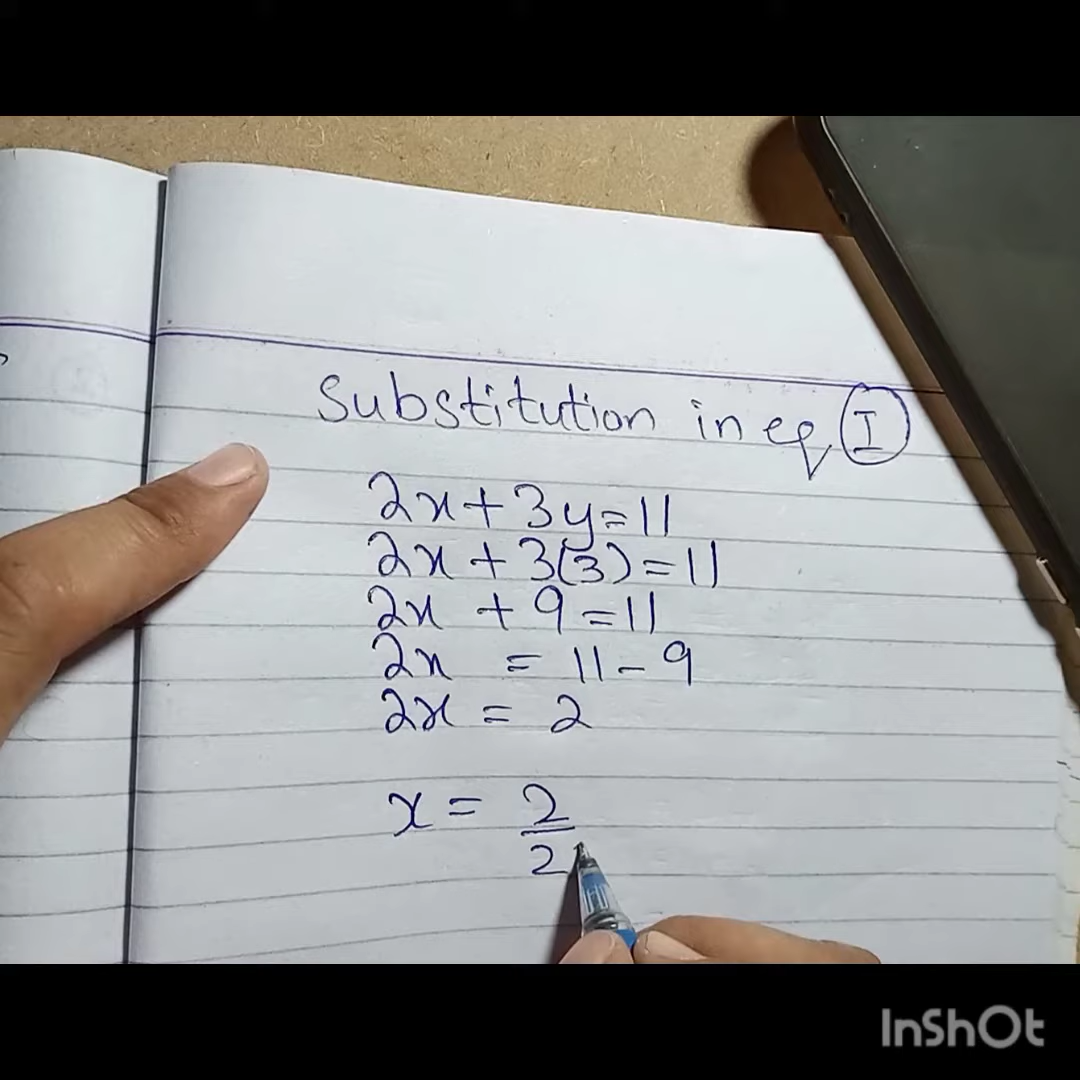 Substitution in eq I
2x + 3y = 11
2x + 3(3) = 11
2x + 9 = 11
2x = 11 - 9
2x = 2
x = 2/2
InShOt